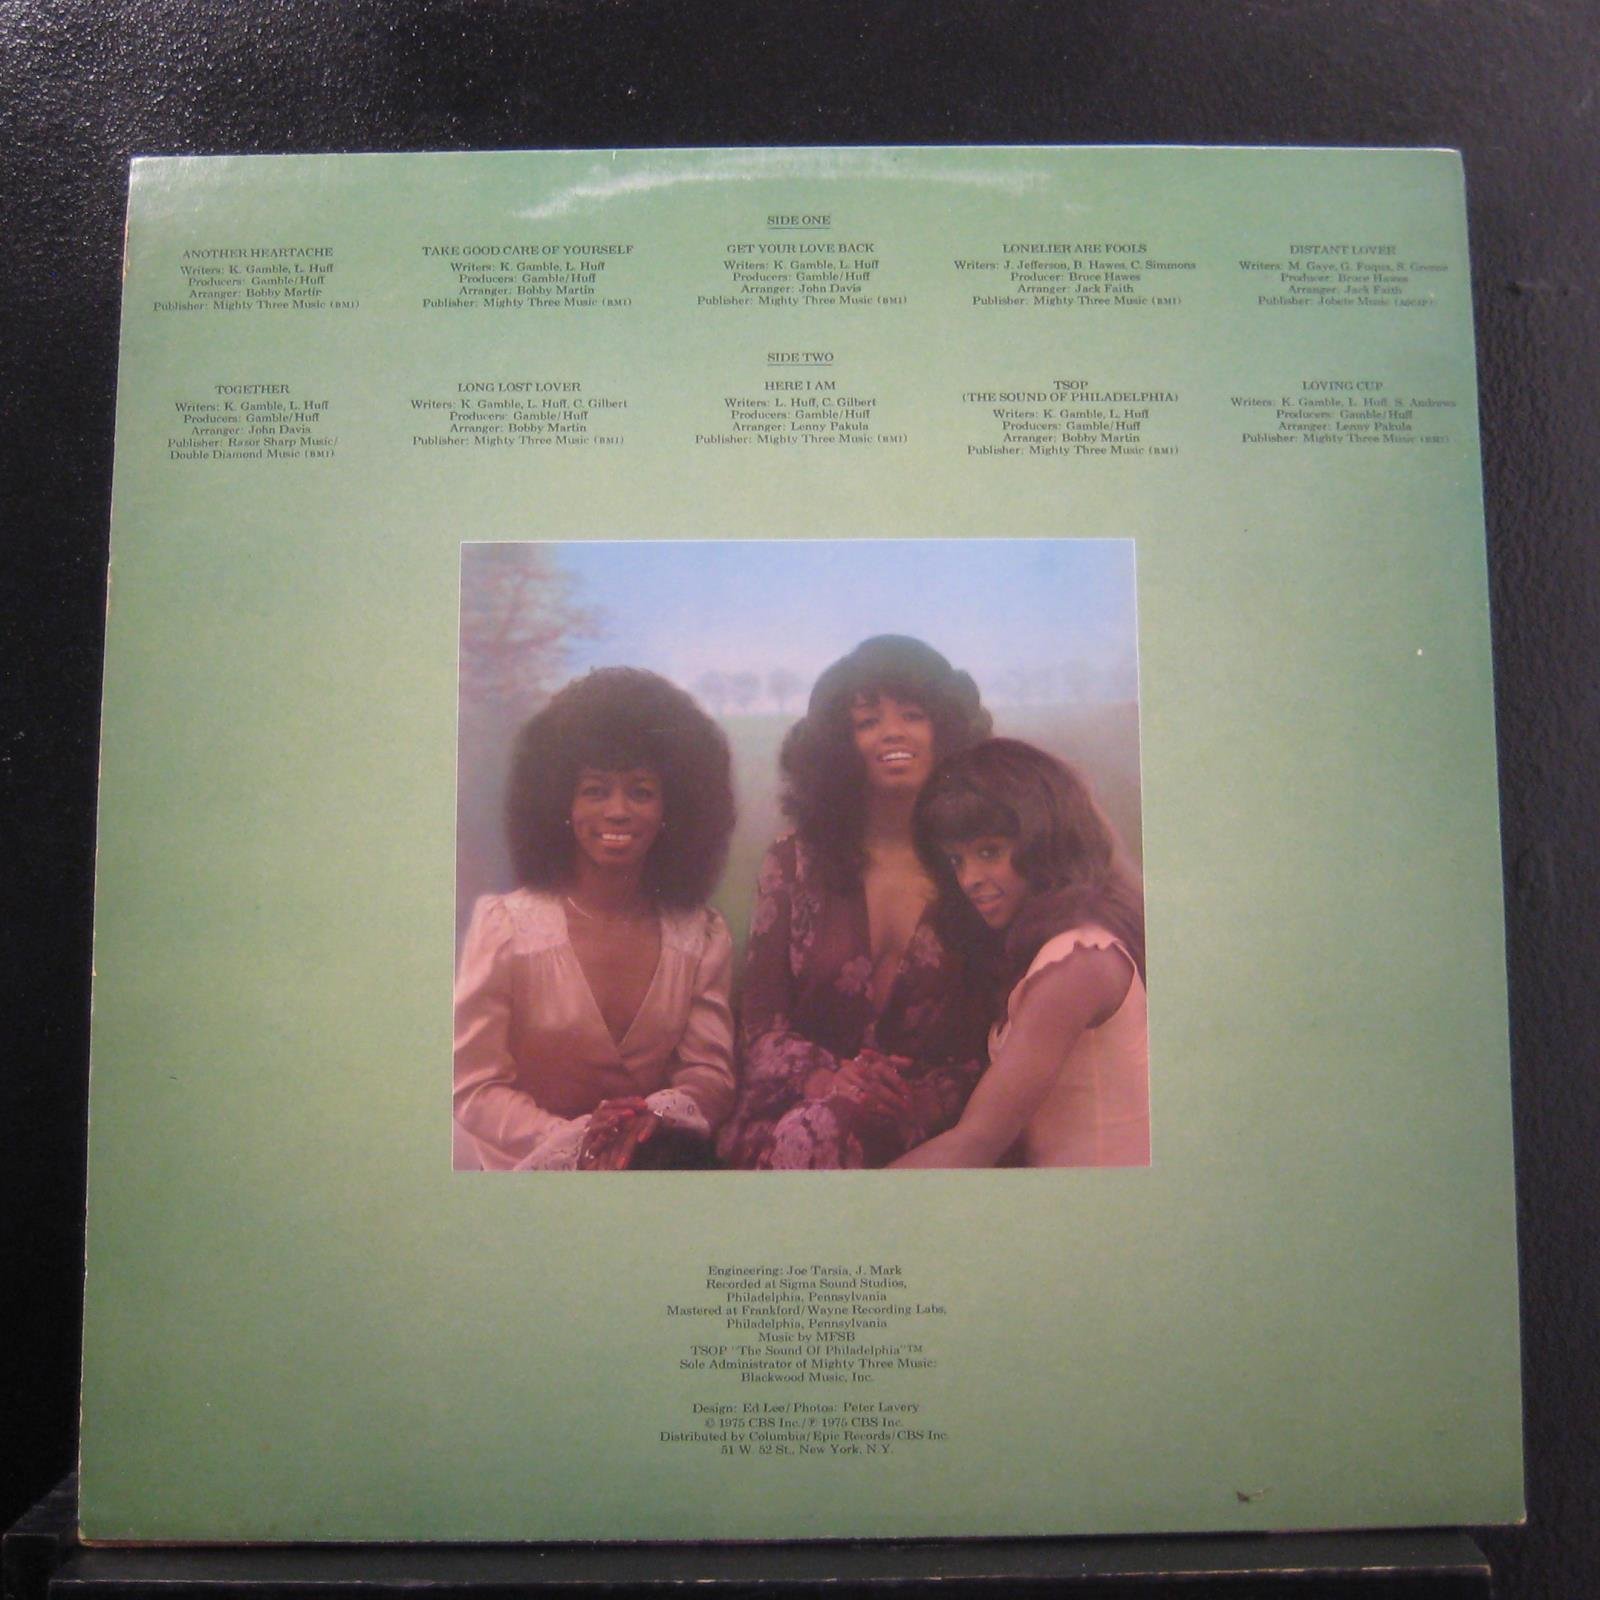 SIDE ONE
ANOTHER HEARTACHE
Writers: K. Gamble, L. Huff
Producers: Gamble/Huff
Arranger: Bobby Martin
Publisher: Mighty Three Music (BMI)
TAKE GOOD CARE OF YOURSELF
Writers: K. Gamble, L. Huff
Producers: Gamble/Huff
Arranger: Bobby Martin
Publisher: Mighty Three Music (BMI)
GET YOUR LOVE BACK
Writers: K. Gamble, L. Huff
Producers: Gamble/Huff
Arranger: John Davis
Publisher: Mighty Three Music (BMI)
LONELIER ARE FOOLS
Writers: J. Jefferson, B. Hawes, C. Simmons
Producer: Bruce Hawes
Arranger: Jack Faith
Publisher: Mighty Three Music (BMI)
DISTANT LOVER
Writers: M. Gaye, G. Fuqua, S. Greene
Producer: Bruce Hawes
Arranger: Jack Faith
Publisher: Jobete Music (ASCAP)
SIDE TWO
TOGETHER
Writers: K. Gamble, L. Huff
Producers: Gamble/Huff
Arranger: John Davis
Publisher: Razor Sharp Music/
Double Diamond Music (BMI)
LONG LOST LOVER
Writers: K. Gamble, L. Huff, C. Gilbert
Producers: Gamble/Huff
Arranger: Bobby Martin
Publisher: Mighty Three Music (BMI)
HERE I AM
Writers: L. Huff, C. Gilbert
Producers: Gamble/Huff
Arranger: Lenny Pakula
Publisher: Mighty Three Music (BMI)
TSOP
(THE SOUND OF PHILADELPHIA)
Writers: K. Gamble, L. Huff
Producers: Gamble/Huff
Arranger: Bobby Martin
Publisher: Mighty Three Music (BMI)
LOVING CUP
Writers: K. Gamble, L. Huff, S. Andrews
Producers: Gamble/Huff
Arranger: Lenny Pakula
Publisher: Mighty Three Music (BMI)
Engineering: Joe Tarsia, J. Mark
Recorded at Sigma Sound Studios,
Philadelphia, Pennsylvania
Mastered at Frankford/Wayne Recording Labs,
Philadelphia, Pennsylvania
Music by MFSB
TSOP "The Sound Of Philadelphia"™
Sole Administrator of Mighty Three Music:
Blackwood Music, Inc.
Design: Ed Lee/Photos: Peter Lavery
© 1975 CBS Inc./℗ 1975 CBS Inc.
Distributed by Columbia/Epic Records/CBS Inc.
51 W. 52 St., New York, N.Y.